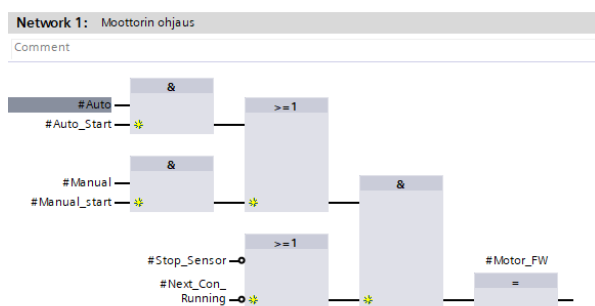 Network 1: Moottorin ohjaus
Comment
&
#Auto
>=1
#Auto_Start
&
#Manual
&
#Manual_start
>=1
#Stop_Sensor
#Motor_FW
#Next_Con_
=
Running